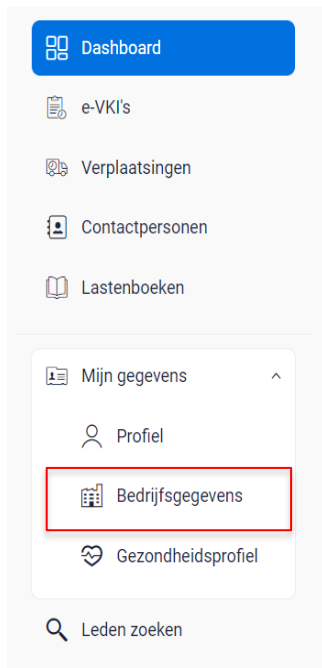 Dashboard
e-VKI's
Verplaatsingen
Contactpersonen
Lastenboeken
Mijn gegevens
Profiel
Bedrijfsgegevens
Gezondheidsprofiel
Leden zoeken